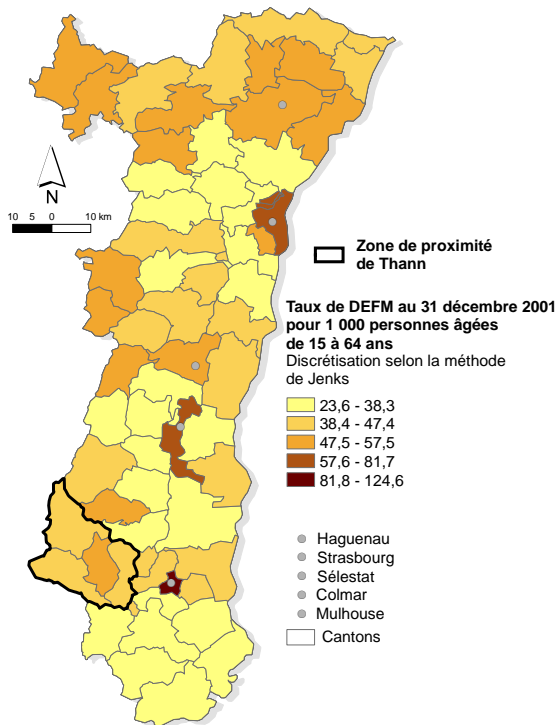 N
10 5 0 10 km
Zone de proximité
de Thann
Taux de DEFM au 31 décembre 2001
pour 1 000 personnes âgées
de 15 à 64 ans
Discrétisation selon la méthode
de Jenks
23,6 - 38,3
38,4 - 47,4
47,5 - 57,5
57,6 - 81,7
81,8 - 124,6
Haguenau
Strasbourg
Sélestat
Colmar
Mulhouse
Cantons